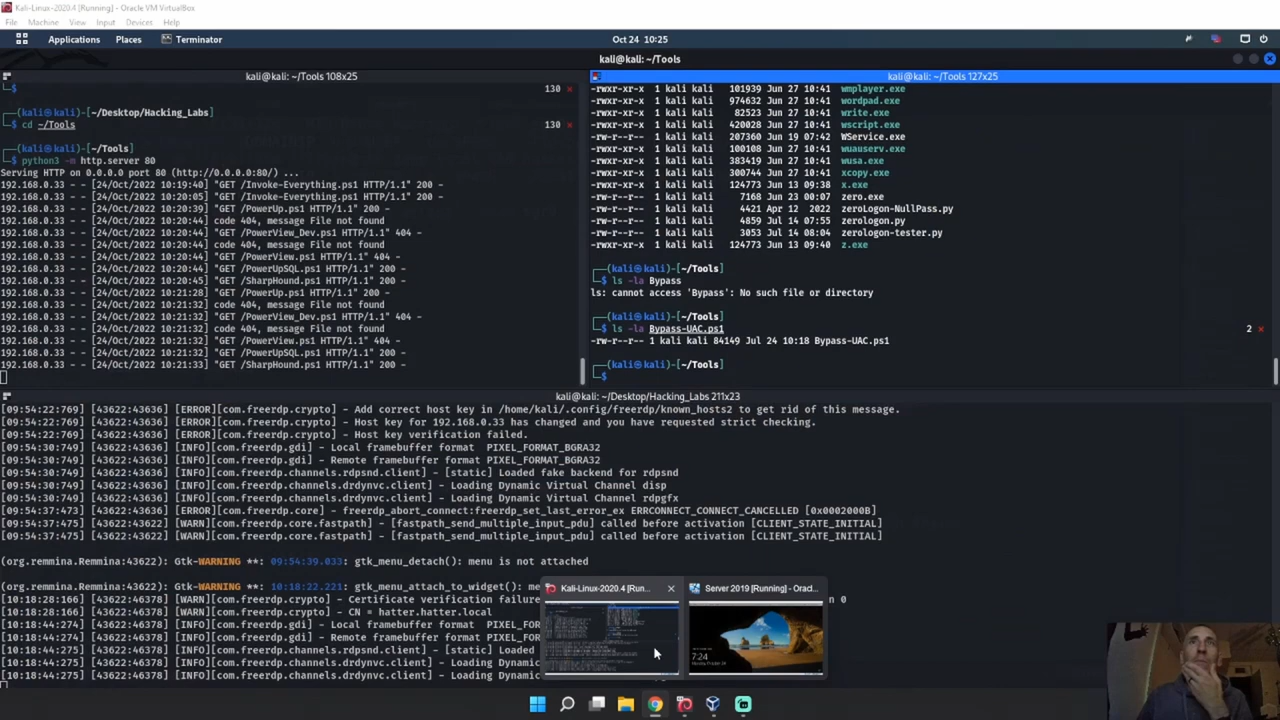 Kali-Linux-2020.4 [Running] - Oracle VM VirtualBox
File Machine View Input Devices Help
Applications Places Terminator Oct 24 10:25
kali@kali: ~/Tools
kali@kali: ~/Tools 108x25
130
┌──(kali㉿kali)-[~/Desktop/Hacking_Labs]
└─$ cd ~/Tools 130
┌──(kali㉿kali)-[~/Tools]
└─$ python3 -m http.server 80
Serving HTTP on 0.0.0.0 port 80 (http://0.0.0.0:80/) ...
192.168.0.33 - - [24/Oct/2022 10:19:40] "GET /Invoke-Everything.ps1 HTTP/1.1" 200 -
192.168.0.33 - - [24/Oct/2022 10:20:05] "GET /Invoke-Everything.ps1 HTTP/1.1" 200 -
192.168.0.33 - - [24/Oct/2022 10:20:39] "GET /PowerUp.ps1 HTTP/1.1" 200 -
192.168.0.33 - - [24/Oct/2022 10:20:44] code 404, message File not found
192.168.0.33 - - [24/Oct/2022 10:20:44] "GET /PowerView_Dev.ps1 HTTP/1.1" 404 -
192.168.0.33 - - [24/Oct/2022 10:20:44] code 404, message File not found
192.168.0.33 - - [24/Oct/2022 10:20:44] "GET /PowerView.ps1 HTTP/1.1" 404 -
192.168.0.33 - - [24/Oct/2022 10:20:44] "GET /PowerUpSQL.ps1 HTTP/1.1" 200 -
192.168.0.33 - - [24/Oct/2022 10:20:45] "GET /SharpHound.ps1 HTTP/1.1" 200 -
192.168.0.33 - - [24/Oct/2022 10:21:28] "GET /PowerUp.ps1 HTTP/1.1" 200 -
192.168.0.33 - - [24/Oct/2022 10:21:32] code 404, message File not found
192.168.0.33 - - [24/Oct/2022 10:21:32] "GET /PowerView_Dev.ps1 HTTP/1.1" 404 -
192.168.0.33 - - [24/Oct/2022 10:21:32] code 404, message File not found
192.168.0.33 - - [24/Oct/2022 10:21:32] "GET /PowerView.ps1 HTTP/1.1" 404 -
192.168.0.33 - - [24/Oct/2022 10:21:32] "GET /PowerUpSQL.ps1 HTTP/1.1" 200 -
192.168.0.33 - - [24/Oct/2022 10:21:33] "GET /SharpHound.ps1 HTTP/1.1" 200 -
kali@kali: ~/Tools 127x25
-rwxr-xr-x 1 kali kali 101939 Jun 27 10:41 wmplayer.exe
-rwxr-xr-x 1 kali kali 974632 Jun 27 10:41 wordpad.exe
-rwxr-xr-x 1 kali kali 82523 Jun 27 10:41 write.exe
-rwxr-xr-x 1 kali kali 420028 Jun 27 10:41 wscript.exe
-rw-r--r-- 1 kali kali 207360 Jun 19 07:42 WService.exe
-rwxr-xr-x 1 kali kali 100108 Jun 27 10:41 wuauserv.exe
-rwxr-xr-x 1 kali kali 383419 Jun 27 10:41 wusa.exe
-rwxr-xr-x 1 kali kali 300744 Jun 27 10:41 xcopy.exe
-rwxr-xr-x 1 kali kali 124773 Jun 13 09:38 x.exe
-rw-r--r-- 1 kali kali 7168 Jun 23 00:07 zero.exe
-rw-r--r-- 1 kali kali 4421 Apr 12 2022 zeroLogon-NullPass.py
-rw-r--r-- 1 kali kali 4859 Jul 14 07:55 zerologon.py
-rw-r--r-- 1 kali kali 3053 Jul 14 08:04 zerologon-tester.py
-rwxr-xr-x 1 kali kali 124773 Jun 13 09:40 z.exe
┌──(kali㉿kali)-[~/Tools]
└─$ ls -la Bypass
ls: cannot access 'Bypass': No such file or directory
┌──(kali㉿kali)-[~/Tools]
└─$ ls -la Bypass-UAC.ps1 2
-rw-r--r-- 1 kali kali 84149 Jul 24 10:18 Bypass-UAC.ps1
┌──(kali㉿kali)-[~/Tools]
└─$
kali@kali: ~/Desktop/Hacking_Labs 211x23
[09:54:22:769] [43622:43636] [ERROR][com.freerdp.crypto] - Add correct host key in /home/kali/.config/freerdp/known_hosts2 to get rid of this message.
[09:54:22:769] [43622:43636] [ERROR][com.freerdp.crypto] - Host key for 192.168.0.33 has changed and you have requested strict checking.
[09:54:22:769] [43622:43636] [ERROR][com.freerdp.crypto] - Host key verification failed.
[09:54:30:749] [43622:43636] [INFO][com.freerdp.gdi] - Local framebuffer format PIXEL_FORMAT_BGRA32
[09:54:30:749] [43622:43636] [INFO][com.freerdp.gdi] - Remote framebuffer format PIXEL_FORMAT_BGRA32
[09:54:30:749] [43622:43636] [INFO][com.freerdp.channels.rdpsnd.client] - [static] Loaded fake backend for rdpsnd
[09:54:30:749] [43622:43636] [INFO][com.freerdp.channels.drdynvc.client] - Loading Dynamic Virtual Channel disp
[09:54:30:749] [43622:43636] [INFO][com.freerdp.channels.drdynvc.client] - Loading Dynamic Virtual Channel rdpgfx
[09:54:37:473] [43622:43636] [ERROR][com.freerdp.core] - freerdp_abort_connect:freerdp_set_last_error_ex ERRCONNECT_CONNECT_CANCELLED [0x0002000B]
[09:54:37:475] [43622:43636] [WARN][com.freerdp.core.fastpath] - [fastpath_send_multiple_input_pdu] called before activation [CLIENT_STATE_INITIAL]
[09:54:37:475] [43622:43636] [WARN][com.freerdp.core.fastpath] - [fastpath_send_multiple_input_pdu] called before activation [CLIENT_STATE_INITIAL]
(org.remmina.Remmina:43622): Gtk-WARNING **: 09:54:39.033: gtk_menu_detach(): menu is not attached
(org.remmina.Remmina:43622): Gtk-WARNING **: 10:18:22.221: gtk_menu_attach_to_widget(): me
[10:18:28:166] [43622:46378] [WARN][com.freerdp.crypto] - Certificate verification failure n 0
[10:18:28:166] [43622:46378] [WARN][com.freerdp.crypto] - CN = hatter.hatter.local
[10:18:44:274] [43622:46378] [INFO][com.freerdp.gdi] - Local framebuffer format
[10:18:44:274] [43622:46378] [INFO][com.freerdp.gdi] - Remote framebuffer format
[10:18:44:274] [43622:46378] [INFO][com.freerdp.channels.rdpsnd.client] - [static] Loaded
[10:18:44:274] [43622:46378] [INFO][com.freerdp.channels.drdynvc.client] - Loading Dynami
[10:18:44:275] [43622:46378] [INFO][com.freerdp.channels.drdynvc.client] - Loading Dynami
Kali-Linux-2020.4 [Run... Server 2019 [Running] - Oracl...
7:24